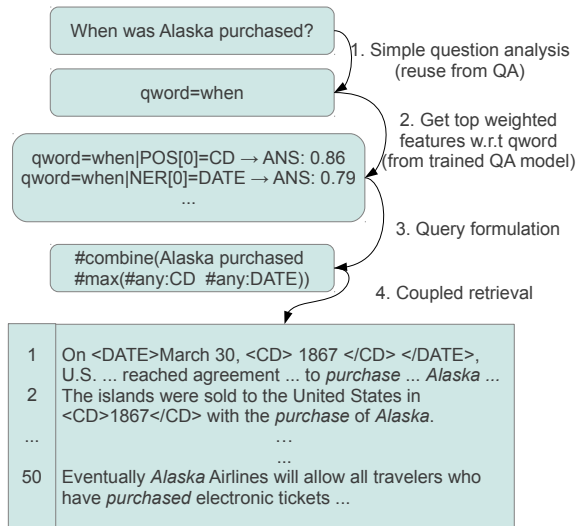 When was Alaska purchased?
1. Simple question analysis
(reuse from QA)
qword=when
2. Get top weighted
features w.r.t qword
(from trained QA model)
qword=when|POS[0]=CD → ANS: 0.86
qword=when|NER[0]=DATE → ANS: 0.79
...
3. Query formulation
#combine(Alaska purchased
#max(#any:CD #any:DATE))
4. Coupled retrieval
1 On <DATE>March 30, <CD> 1867 </CD> </DATE>,
U.S. ... reached agreement ... to purchase ... Alaska ...
2 The islands were sold to the United States in
<CD>1867</CD> with the purchase of Alaska.
... ...
...
50 Eventually Alaska Airlines will allow all travelers who
have purchased electronic tickets ...